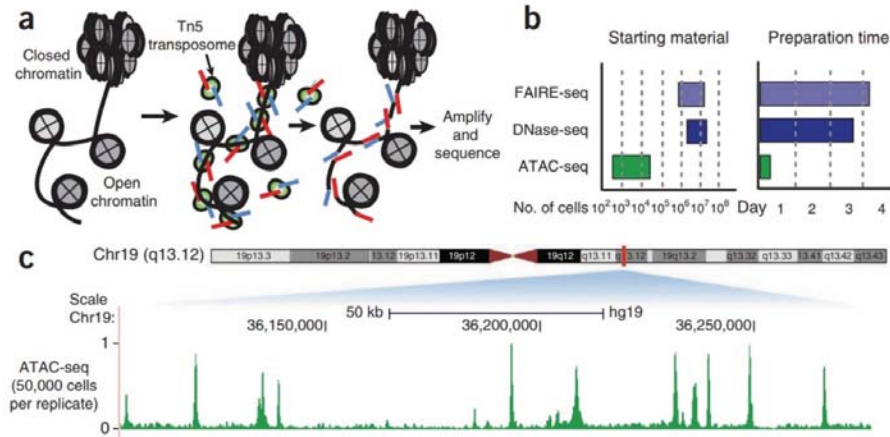 a
Tn5
transposome
Closed
chromatin
Open
chromatin
Amplify
and
sequence
b
Starting material
Preparation time
FAIRE-seq
DNase-seq
ATAC-seq
No. of cells 10² 10³ 10⁴ 10⁵ 10⁶ 10⁷ 10⁸
Day 1 2 3 4
c
Chr19 (q13.12)
19p13.3 19p13.2 13.12 19p13.11 19p12 19q12 q13.11 q13.12 19q13.2 q13.32 q13.33 13.41 q13.42 q13.43
Scale
Chr19:
50 kb hg19
36,150,000 36,200,000 36,250,000
1
ATAC-seq
(50,000 cells
per replicate)
0